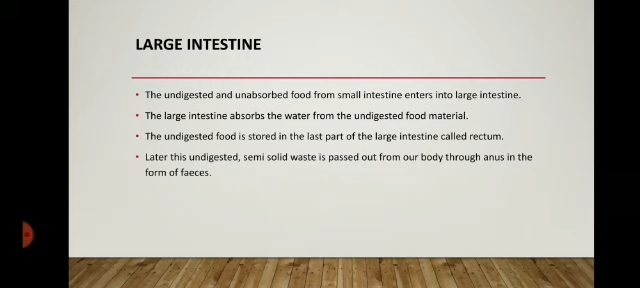 LARGE INTESTINE
• The undigested and unabsorbed food from small intestine enters into large intestine.
• The large intestine absorbs the water from the undigested food material.
• The undigested food is stored in the last part of the large intestine called rectum.
• Later this undigested, semi solid waste is passed out from our body through anus in the
form of faeces.